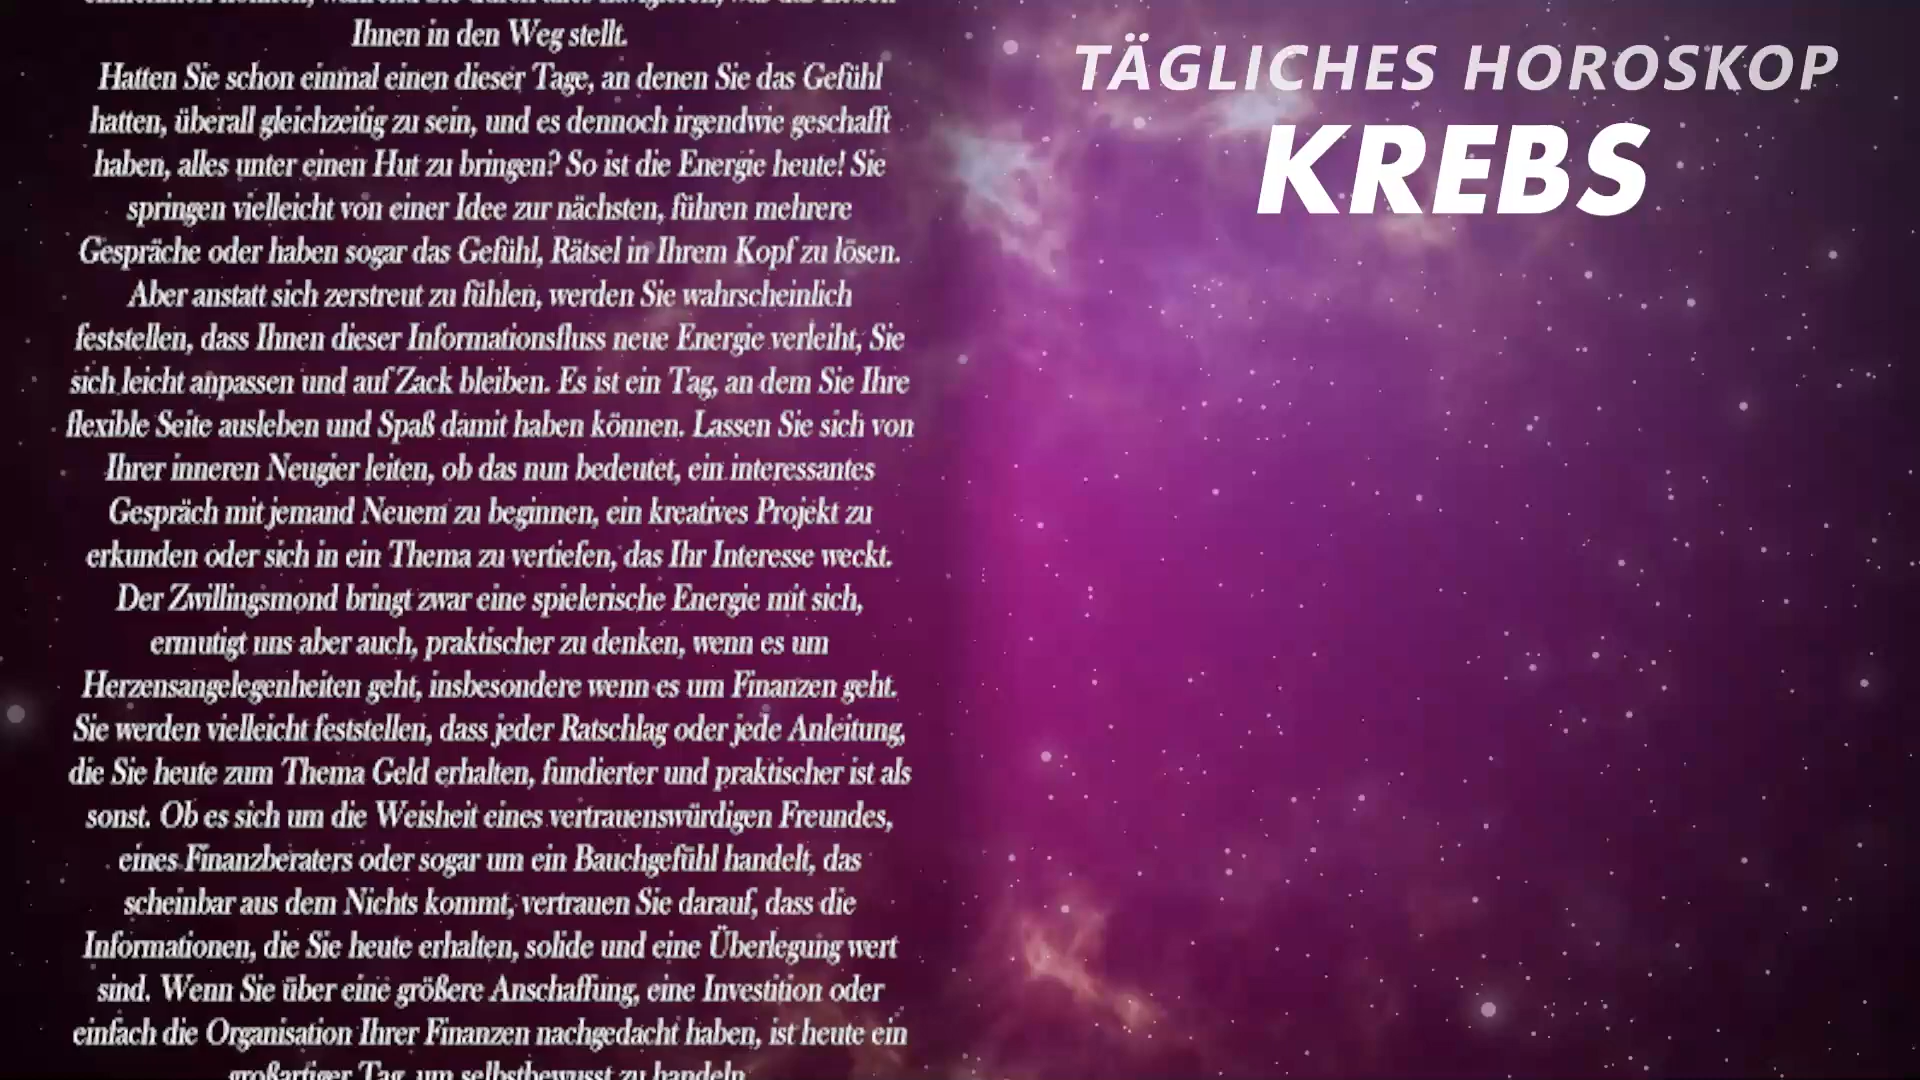 Ihnen in den Weg stellt.
Hatten Sie schon einmal einen dieser Tage, an denen Sie das Gefühl
hatten, überall gleichzeitig zu sein, und es dennoch irgendwie geschafft
haben, alles unter einen Hut zu bringen? So ist die Energie heute! Sie
springen vielleicht von einer Idee zur nächsten, führen mehrere
Gespräche oder haben sogar das Gefühl, Rätsel in Ihrem Kopf zu lösen.
Aber anstatt sich zerstreut zu fühlen, werden Sie wahrscheinlich
feststellen, dass Ihnen dieser Informationsfluss neue Energie verleiht, Sie
sich leicht anpassen und auf Zack bleiben. Es ist ein Tag, an dem Sie Ihre
flexible Seite ausleben und Spaß damit haben können. Lassen Sie sich von
Ihrer inneren Neugier leiten, ob das nun bedeutet, ein interessantes
Gespräch mit jemand Neuem zu beginnen, ein kreatives Projekt zu
erkunden oder sich in ein Thema zu vertiefen, das Ihr Interesse weckt.
Der Zwillingsmond bringt zwar eine spielerische Energie mit sich,
ermutigt uns aber auch, praktischer zu denken, wenn es um
Herzensangelegenheiten geht, insbesondere wenn es um Finanzen geht.
Sie werden vielleicht feststellen, dass jeder Ratschlag oder jede Anleitung,
die Sie heute zum Thema Geld erhalten, fundierter und praktischer ist als
sonst. Ob es sich um die Weisheit eines vertrauenswürdigen Freundes,
eines Finanzberaters oder sogar um ein Bauchgefühl handelt, das
scheinbar aus dem Nichts kommt, vertrauen Sie darauf, dass die
Informationen, die Sie heute erhalten, solide und eine Überlegung wert
sind. Wenn Sie über eine größere Anschaffung, eine Investition oder
einfach die Organisation Ihrer Finanzen nachgedacht haben, ist heute ein
großartiger Tag, um selbstbewusst zu handeln.
TÄGLICHES HOROSKOP
KREBS